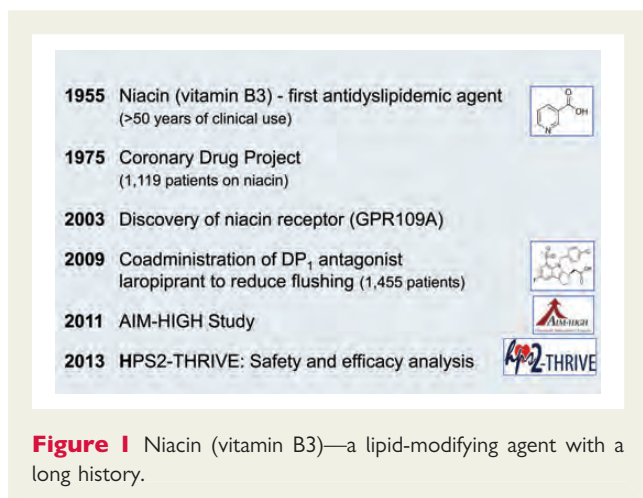 1955 Niacin (vitamin B3) - first antidyslipidemic agent
(>50 years of clinical use)
O
OH
N
1975 Coronary Drug Project
(1,119 patients on niacin)
2003 Discovery of niacin receptor (GPR109A)
2009 Coadministration of DP₁ antagonist
laropiprant to reduce flushing (1,455 patients)
2011 AIM-HIGH Study
AIM-HIGH
2013 HPS2-THRIVE: Safety and efficacy analysis
hps2-THRIVE
Figure 1 Niacin (vitamin B3)—a lipid-modifying agent with a
long history.